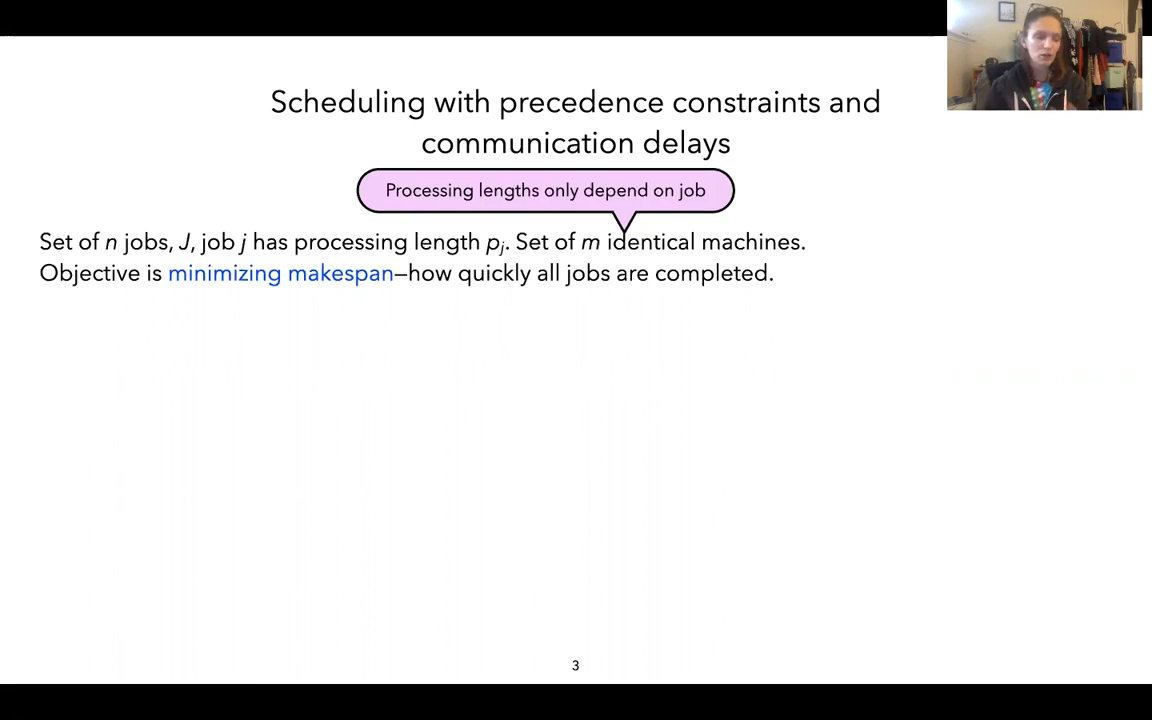 Scheduling with precedence constraints and
communication delays
Processing lengths only depend on job
Set of n jobs, J, job j has processing length pⱼ. Set of m identical machines.
Objective is minimizing makespan—how quickly all jobs are completed.
3